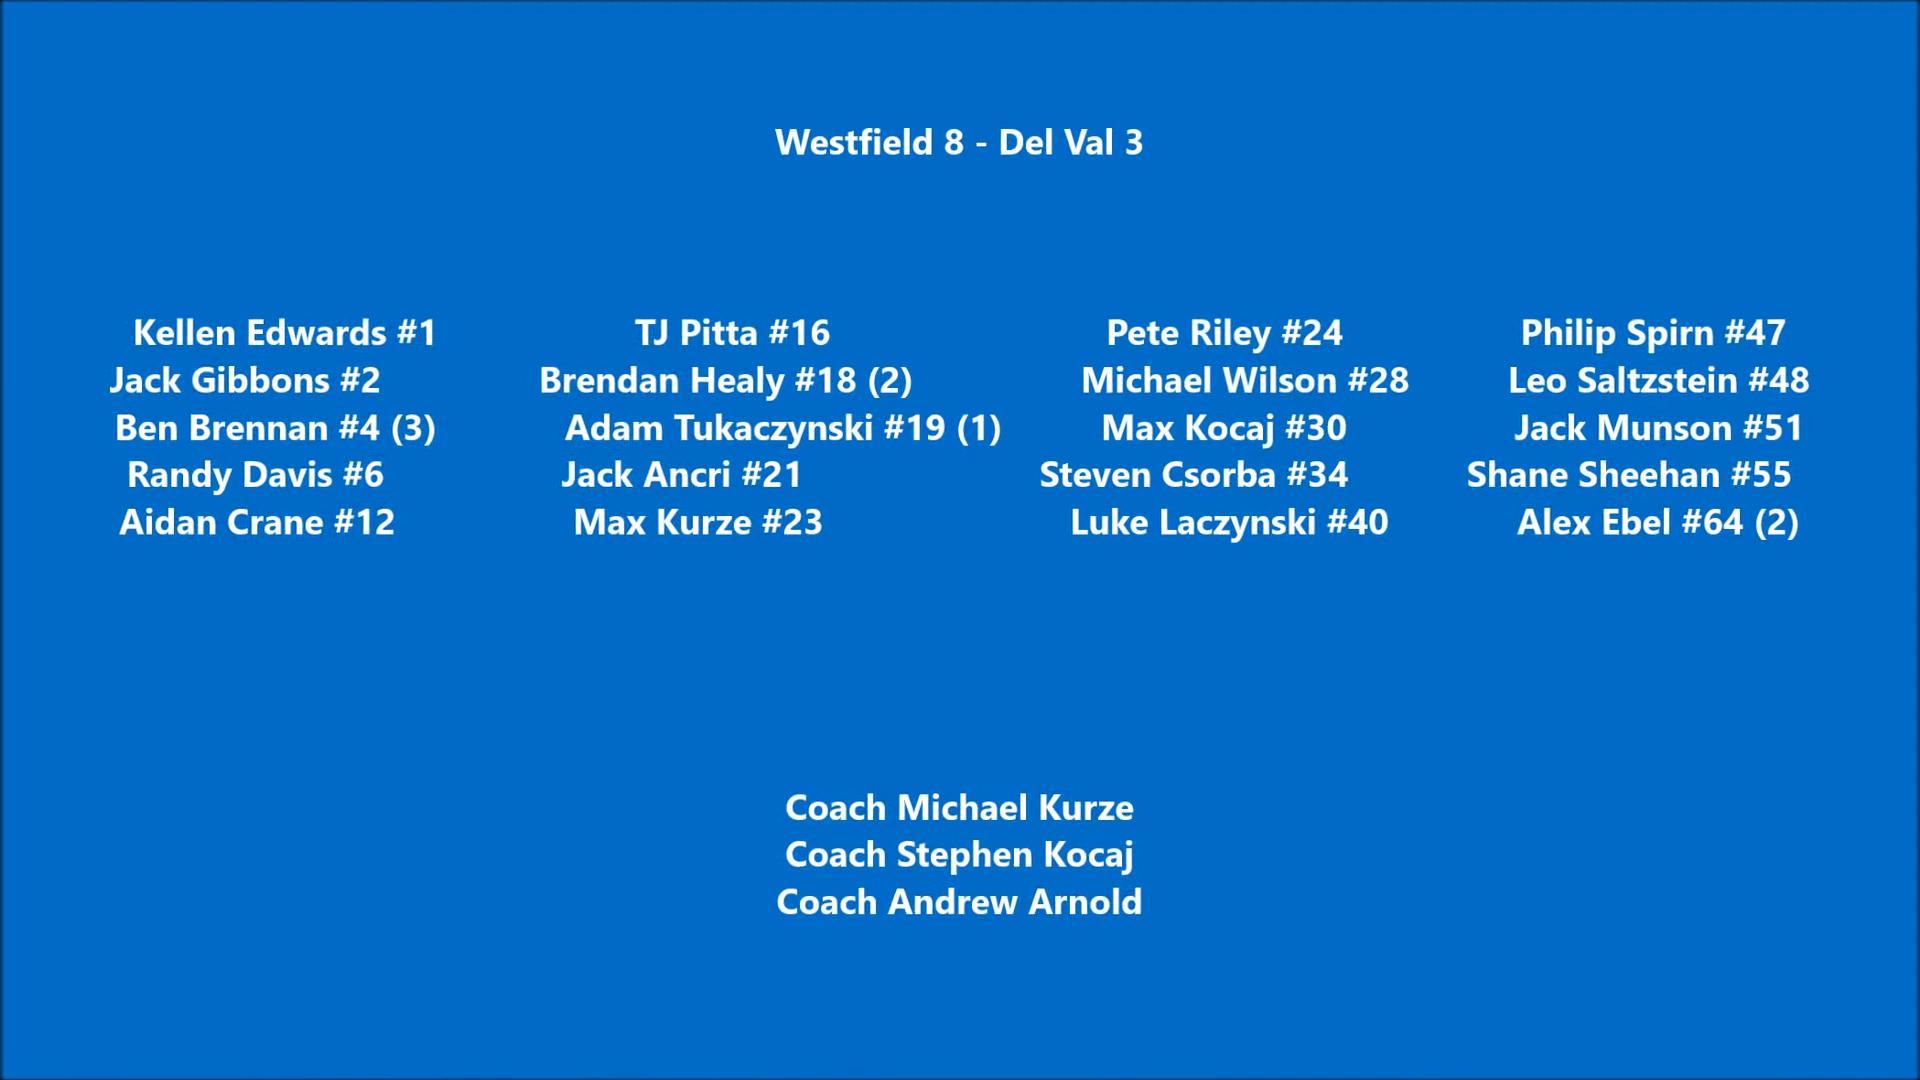 Westfield 8 - Del Val 3
Kellen Edwards #1 TJ Pitta #16 Pete Riley #24 Philip Spirn #47
Jack Gibbons #2 Brendan Healy #18 (2) Michael Wilson #28 Leo Saltzstein #48
Ben Brennan #4 (3) Adam Tukaczynski #19 (1) Max Kocaj #30 Jack Munson #51
Randy Davis #6 Jack Ancri #21 Steven Csorba #34 Shane Sheehan #55
Aidan Crane #12 Max Kurze #23 Luke Laczynski #40 Alex Ebel #64 (2)
Coach Michael Kurze
Coach Stephen Kocaj
Coach Andrew Arnold